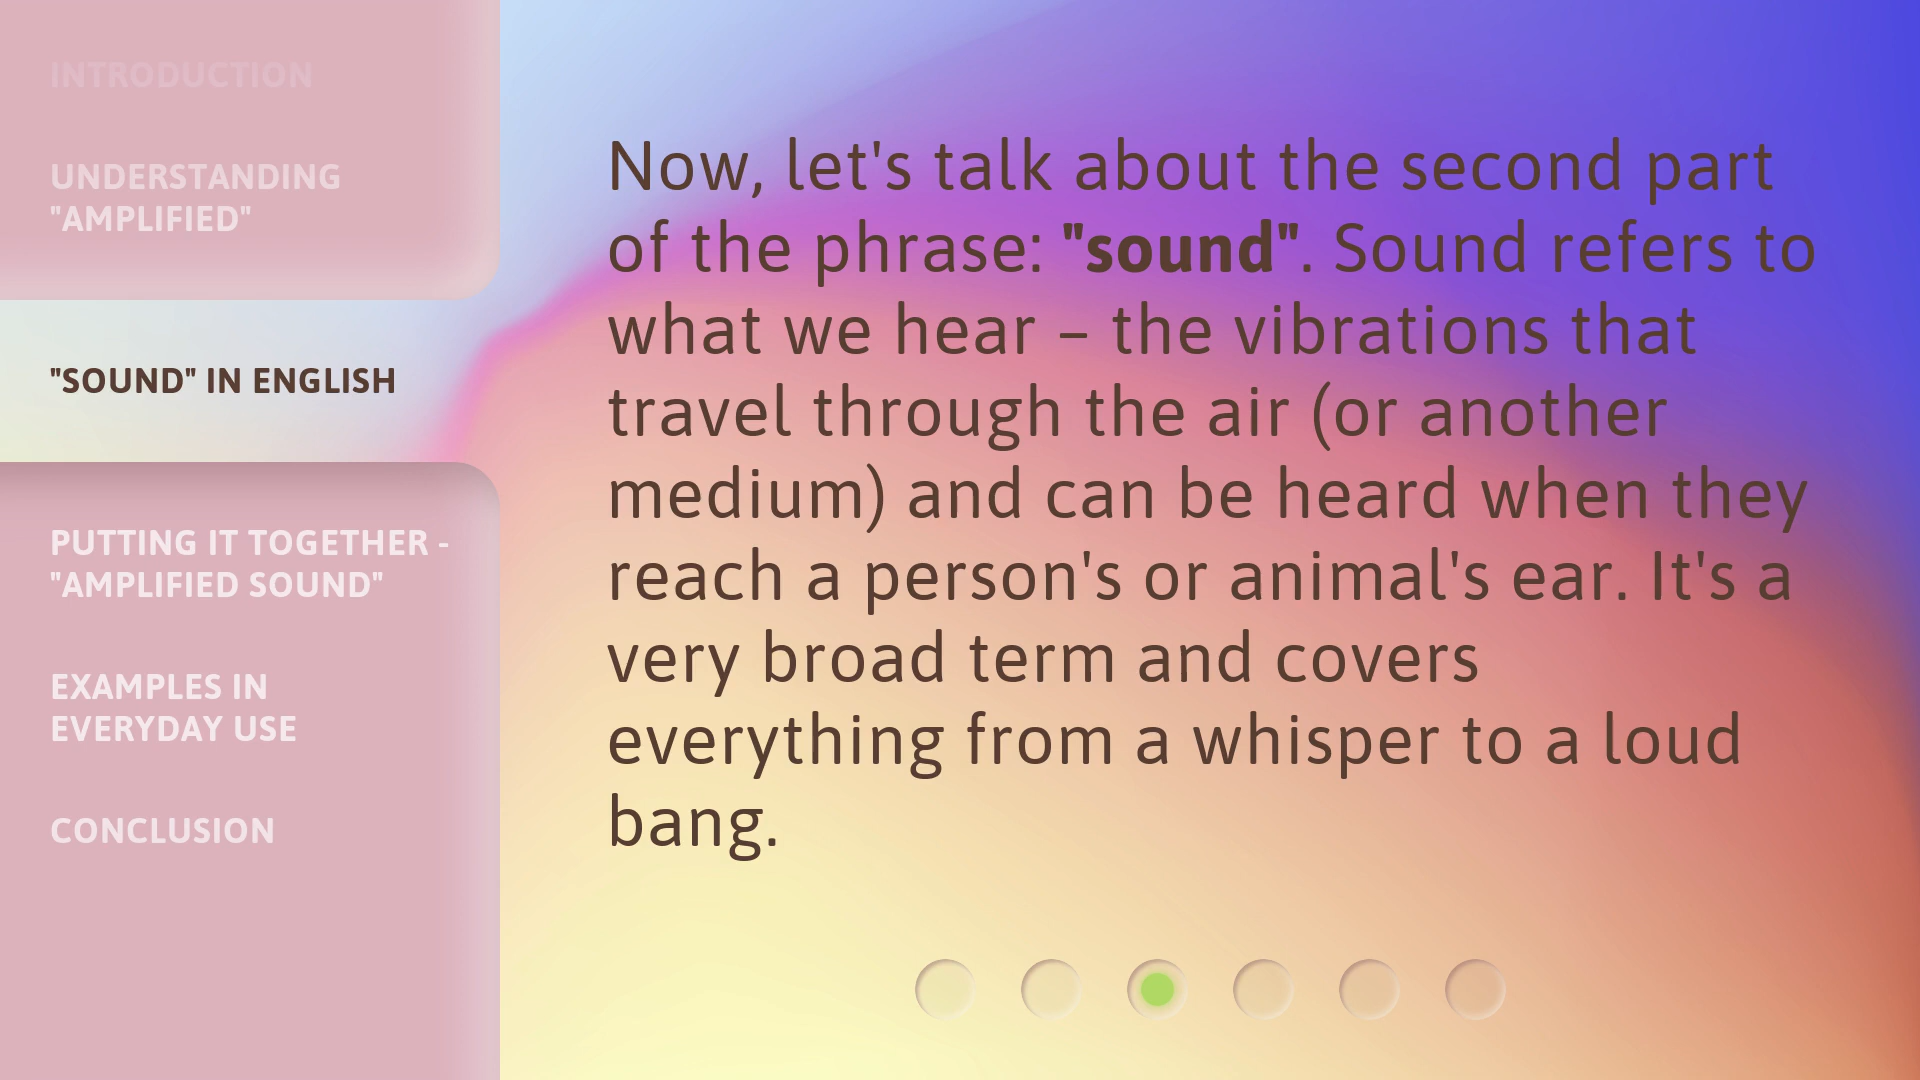 INTRODUCTION
UNDERSTANDING
"AMPLIFIED"
"SOUND" IN ENGLISH
PUTTING IT TOGETHER -
"AMPLIFIED SOUND"
EXAMPLES IN
EVERYDAY USE
CONCLUSION
Now, let's talk about the second part
of the phrase: "sound". Sound refers to
what we hear – the vibrations that
travel through the air (or another
medium) and can be heard when they
reach a person's or animal's ear. It's a
very broad term and covers
everything from a whisper to a loud
bang.